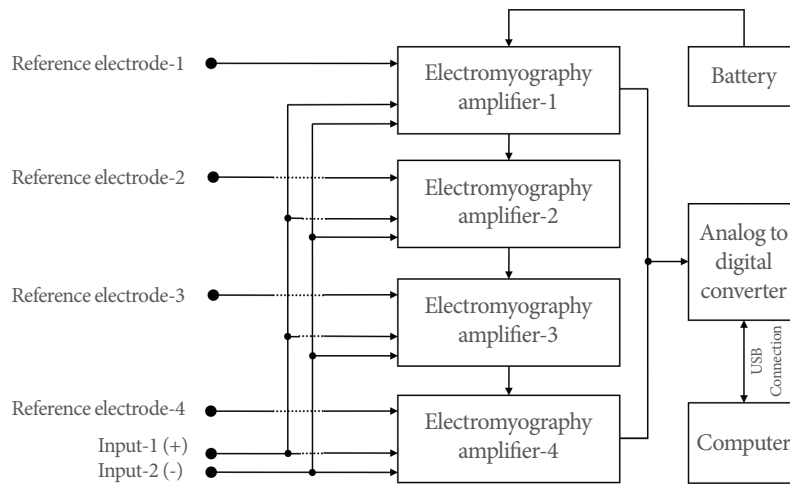 Reference electrode-1
Electromyography
amplifier-1
Battery
Reference electrode-2
Electromyography
amplifier-2
Analog to
digital
converter
Reference electrode-3
Electromyography
amplifier-3
USB
Connection
Reference electrode-4
Electromyography
amplifier-4
Input-1 (+)
Input-2 (-)
Computer